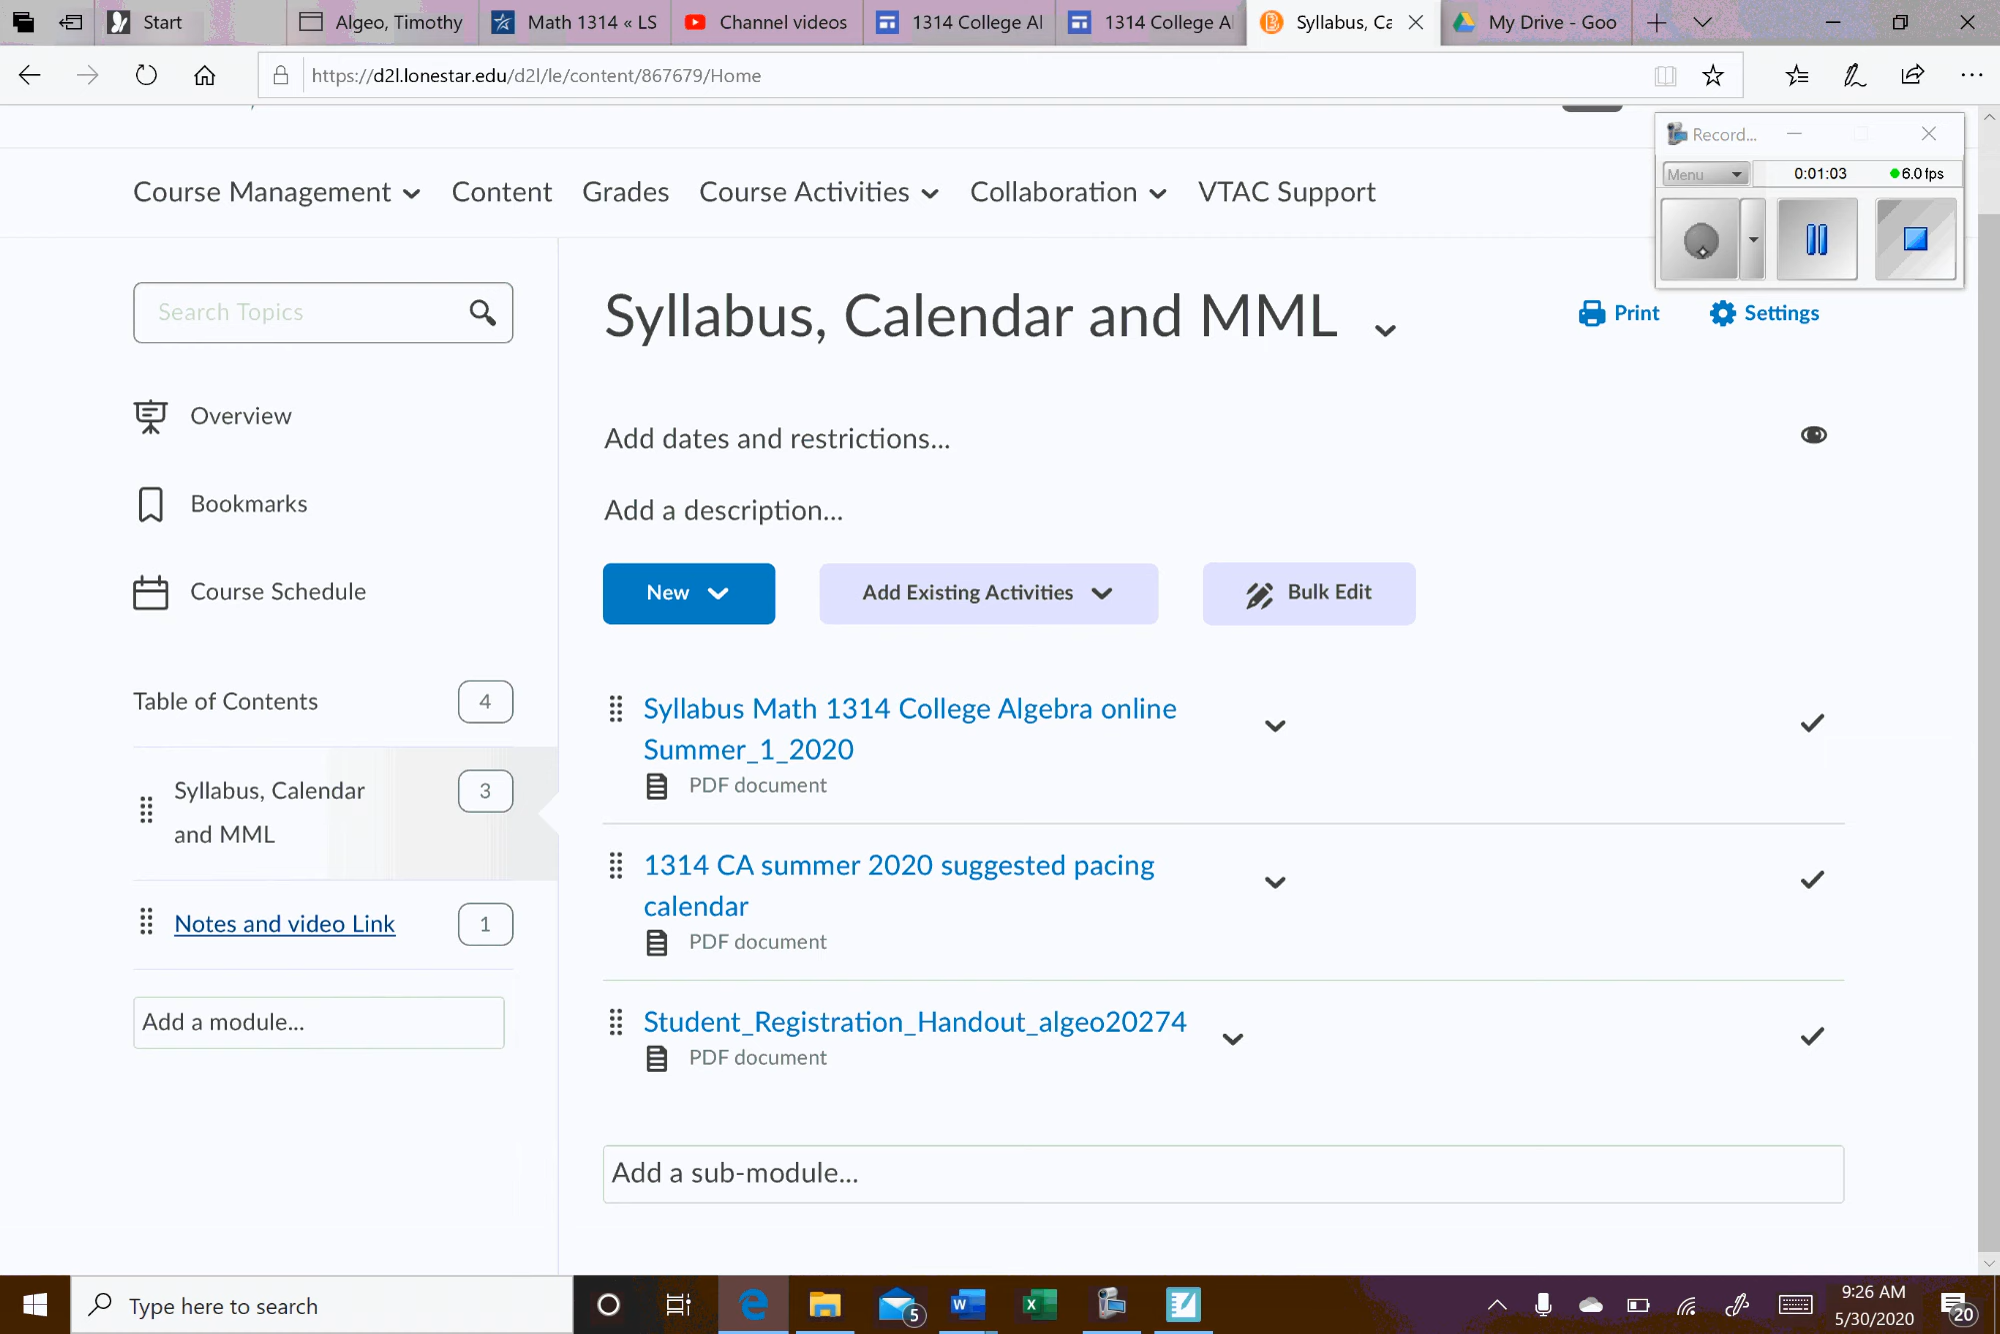 Start
Algeo, Timothy
Math 1314 « LS
Channel videos
1314 College Al
1314 College A
Syllabus, Ca
My Drive - Goo
https://d2l.lonestar.edu/d2l/le/content/867679/Home
Record...
Menu
0:01:03
6.0 fps
Course Management
Content
Grades
Course Activities
Collaboration
VTAC Support
Search Topics
Overview
Bookmarks
Course Schedule
Table of Contents
4
Syllabus, Calendar
and MML
3
Notes and video Link
1
Add a module...
Syllabus, Calendar and MML
Print
Settings
Add dates and restrictions...
Add a description...
New
Add Existing Activities
Bulk Edit
Syllabus Math 1314 College Algebra online
Summer_1_2020
PDF document
1314 CA summer 2020 suggested pacing
calendar
PDF document
Student_Registration_Handout_algeo20274
PDF document
Add a sub-module...
Type here to search
5
9:26 AM
5/30/2020
20